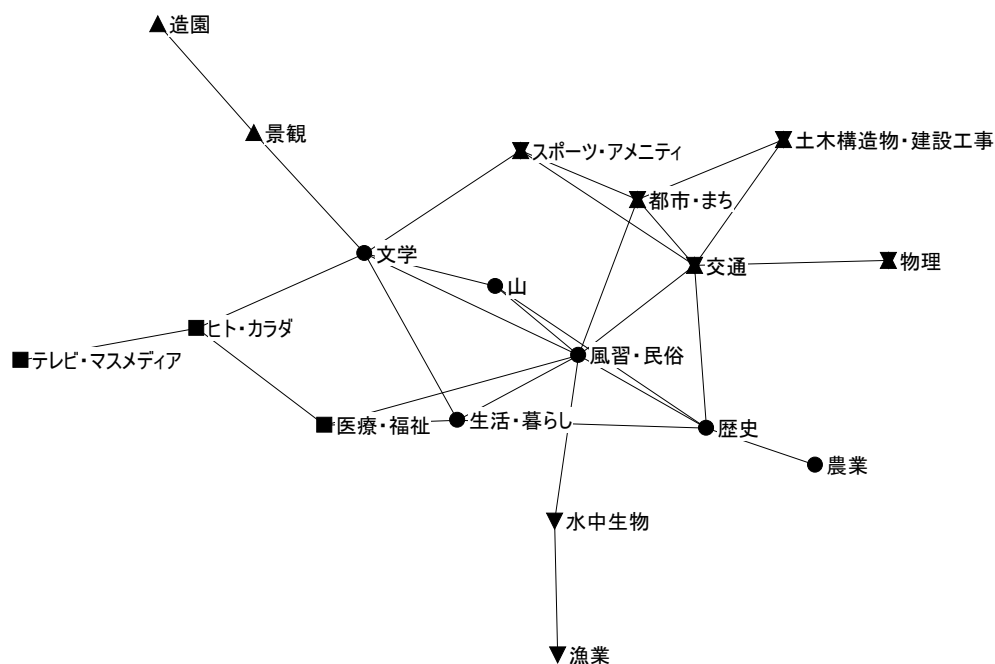 造園
景観
スポーツ・アメニティ
土木構造物・建設工事
都市・まち
文学
交通
物理
山
ヒト・カラダ
テレビ・マスメディア
風習・民俗
医療・福祉
生活・暮らし
歴史
農業
水中生物
漁業